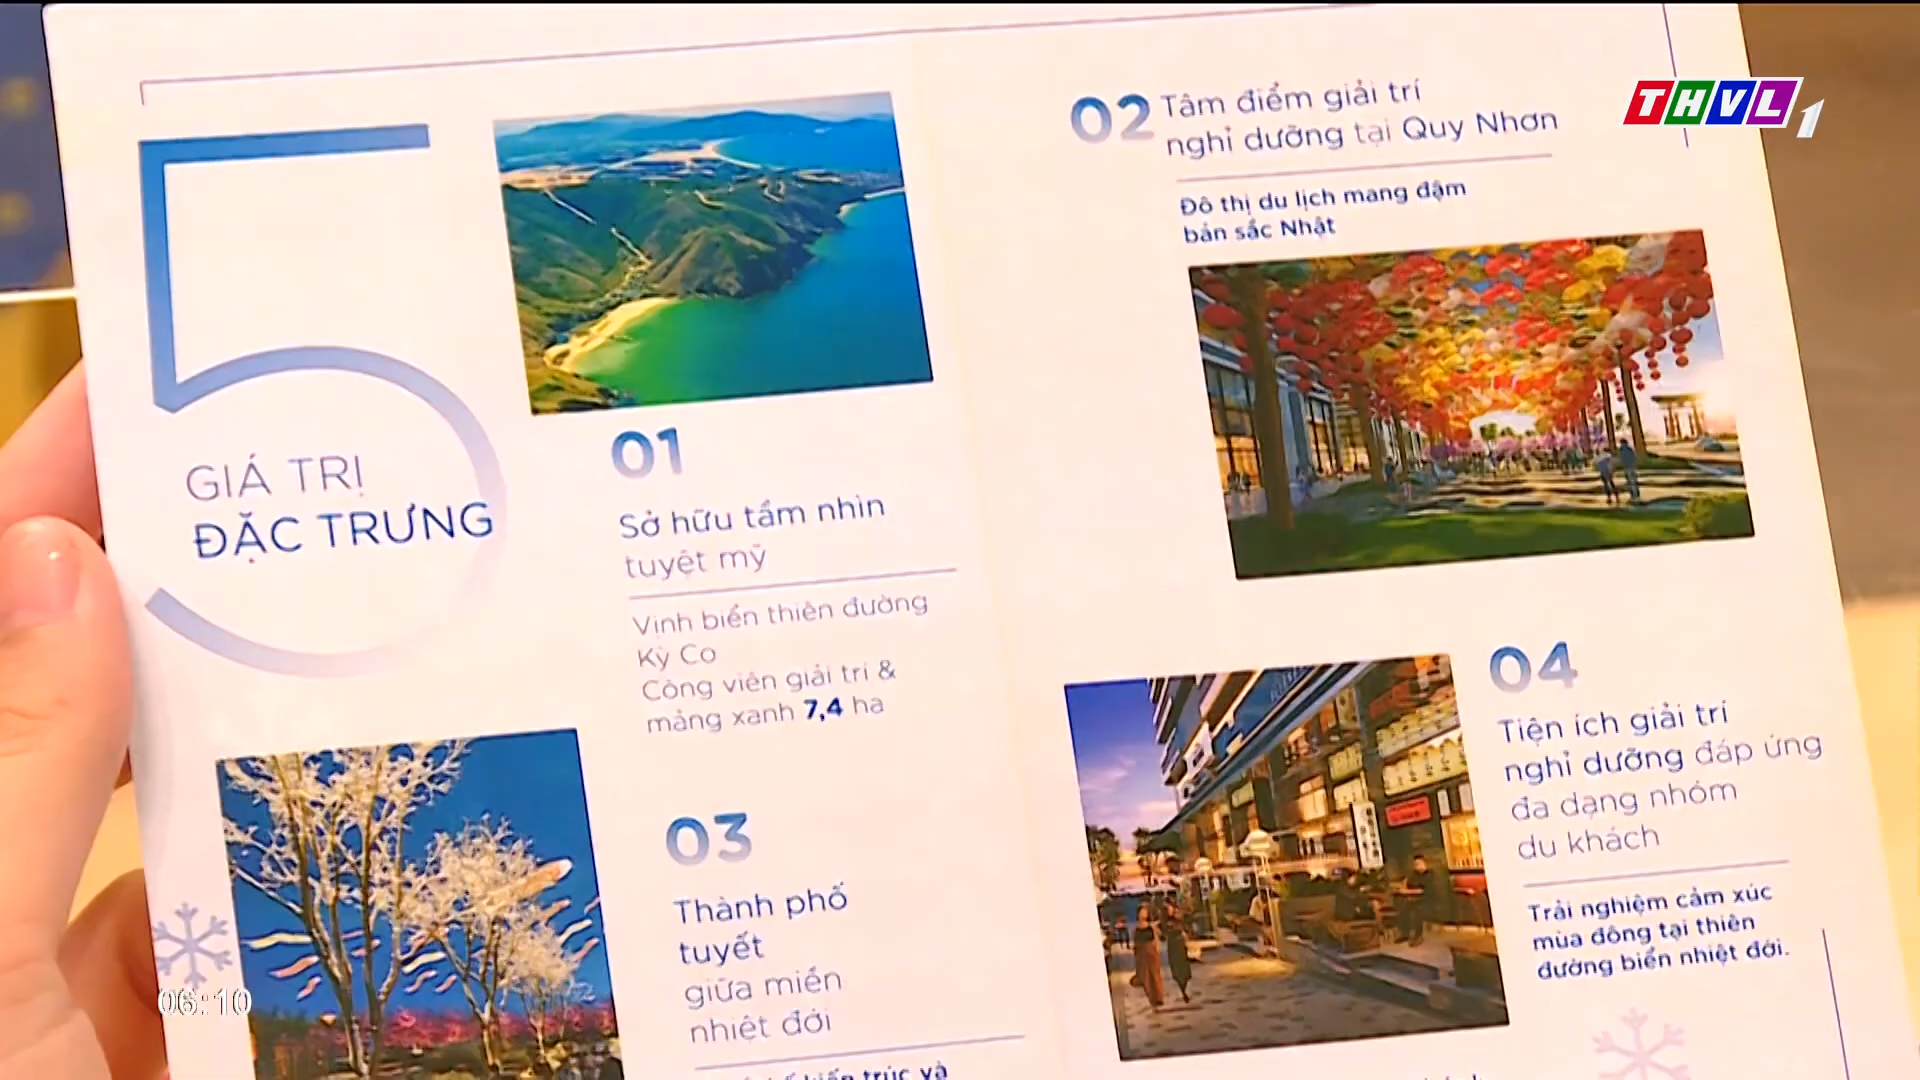 THVL1
5
GIÁ TRỊ
ĐẶC TRƯNG
01
Sở hữu tầm nhìn
tuyệt mỹ
Vịnh biển thiên đường
Kỳ Co
Công viên giải trí &
mảng xanh 7,4 ha
02
Tâm điểm giải trí
nghỉ dưỡng tại Quy Nhơn
Đô thị du lịch mang đậm
bản sắc Nhật
03
Thành phố
tuyết
giữa miền
nhiệt đới
kiến trúc và
04
Tiện ích giải trí
nghỉ dưỡng đáp ứng
đa dạng nhóm
du khách
Trải nghiệm cảm xúc
mùa đông tại thiên
đường biển nhiệt đới.
06:10